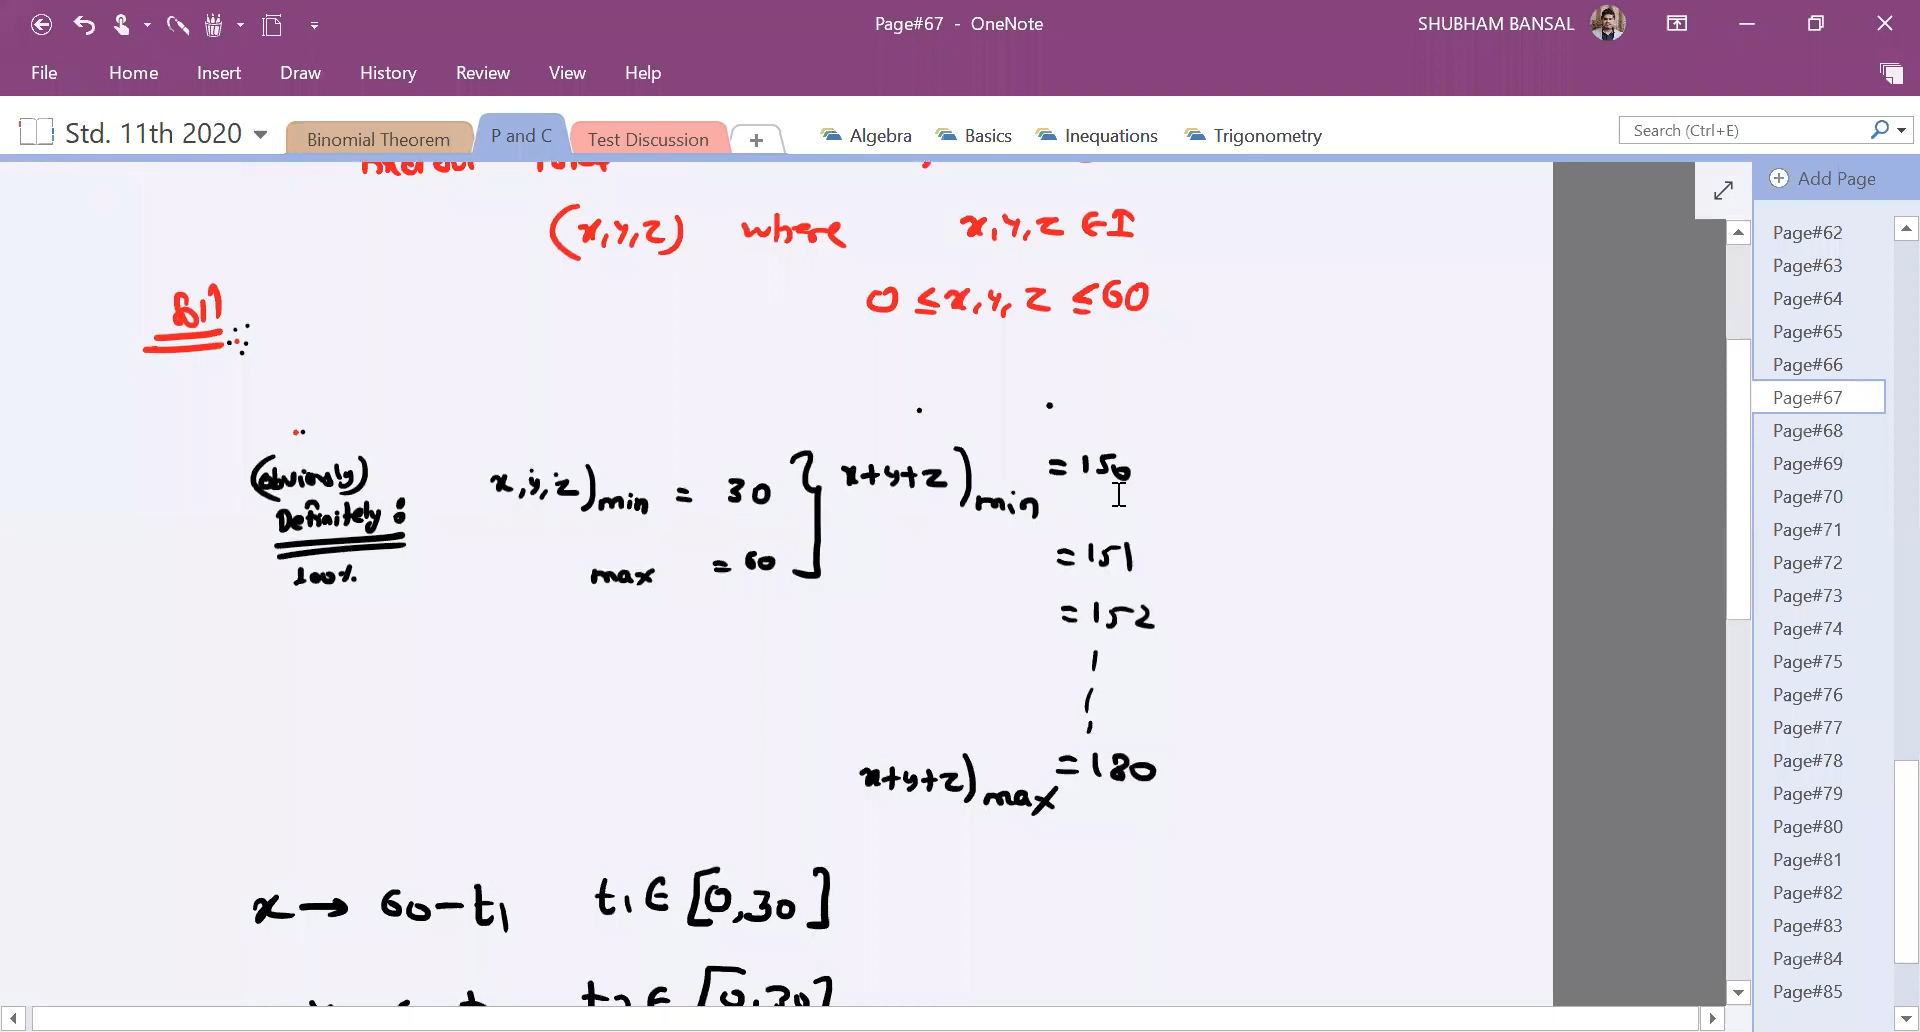 Page#67 - OneNote
SHUBHAM BANSAL
File Home Insert Draw History Review View Help
Std. 11th 2020
Binomial Theorem
P and C
Test Discussion
+
Algebra
Basics
Inequations
Trigonometry
Search (Ctrl+E)
(x,y,z) where x,y,z ∈ I
0 ≤ x,y, z ≤ 60
(obviously)
Definitely :
100%
x,y,z)min = 30
max = 60
x+y+z)min = 150
= 151
= 152
x+y+z)max = 180
x → 60-t1 t1 ∈ [0,30]
t2 ∈ [0,30]
Add Page
Page#62
Page#63
Page#64
Page#65
Page#66
Page#67
Page#68
Page#69
Page#70
Page#71
Page#72
Page#73
Page#74
Page#75
Page#76
Page#77
Page#78
Page#79
Page#80
Page#81
Page#82
Page#83
Page#84
Page#85